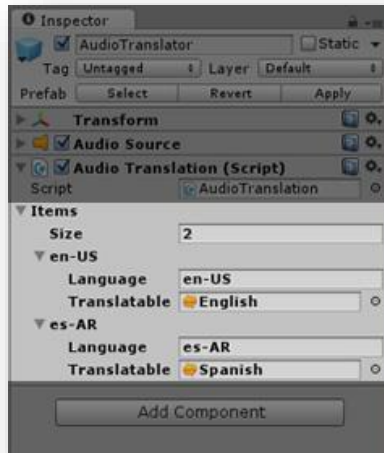 Inspector
AudioTranslator Static
Tag Untagged Layer Default
Prefab Select Revert Apply
Transform
Audio Source
Audio Translation (Script)
Script AudioTranslation
Items
Size 2
en-US
Language en-US
Translatable English
es-AR
Language es-AR
Translatable Spanish
Add Component